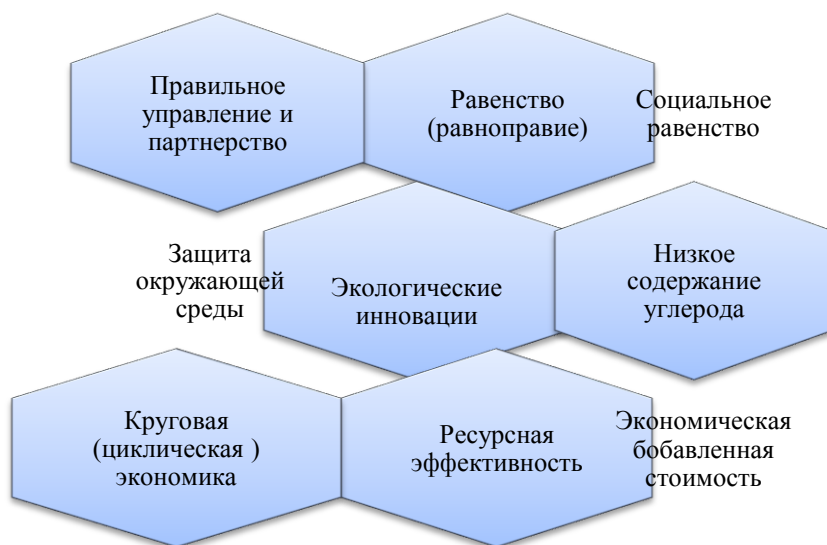 Правильное
управление и
партнерство
Равенство
(равноправие)
Социальное
равенство
Защита
окружающей
среды
Экологические
инновации
Низкое
содержание
углерода
Круговая
(циклическая )
экономика
Ресурсная
эффективность
Экономическая
бобавленная
стоимость